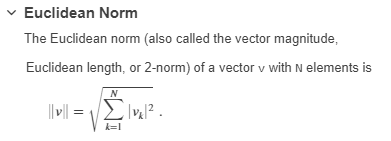 Euclidean Norm
The Euclidean norm (also called the vector magnitude,
Euclidean length, or 2-norm) of a vector v with N elements is
‖v‖ = √(∑_{k=1}^{N} |v_k|²) .